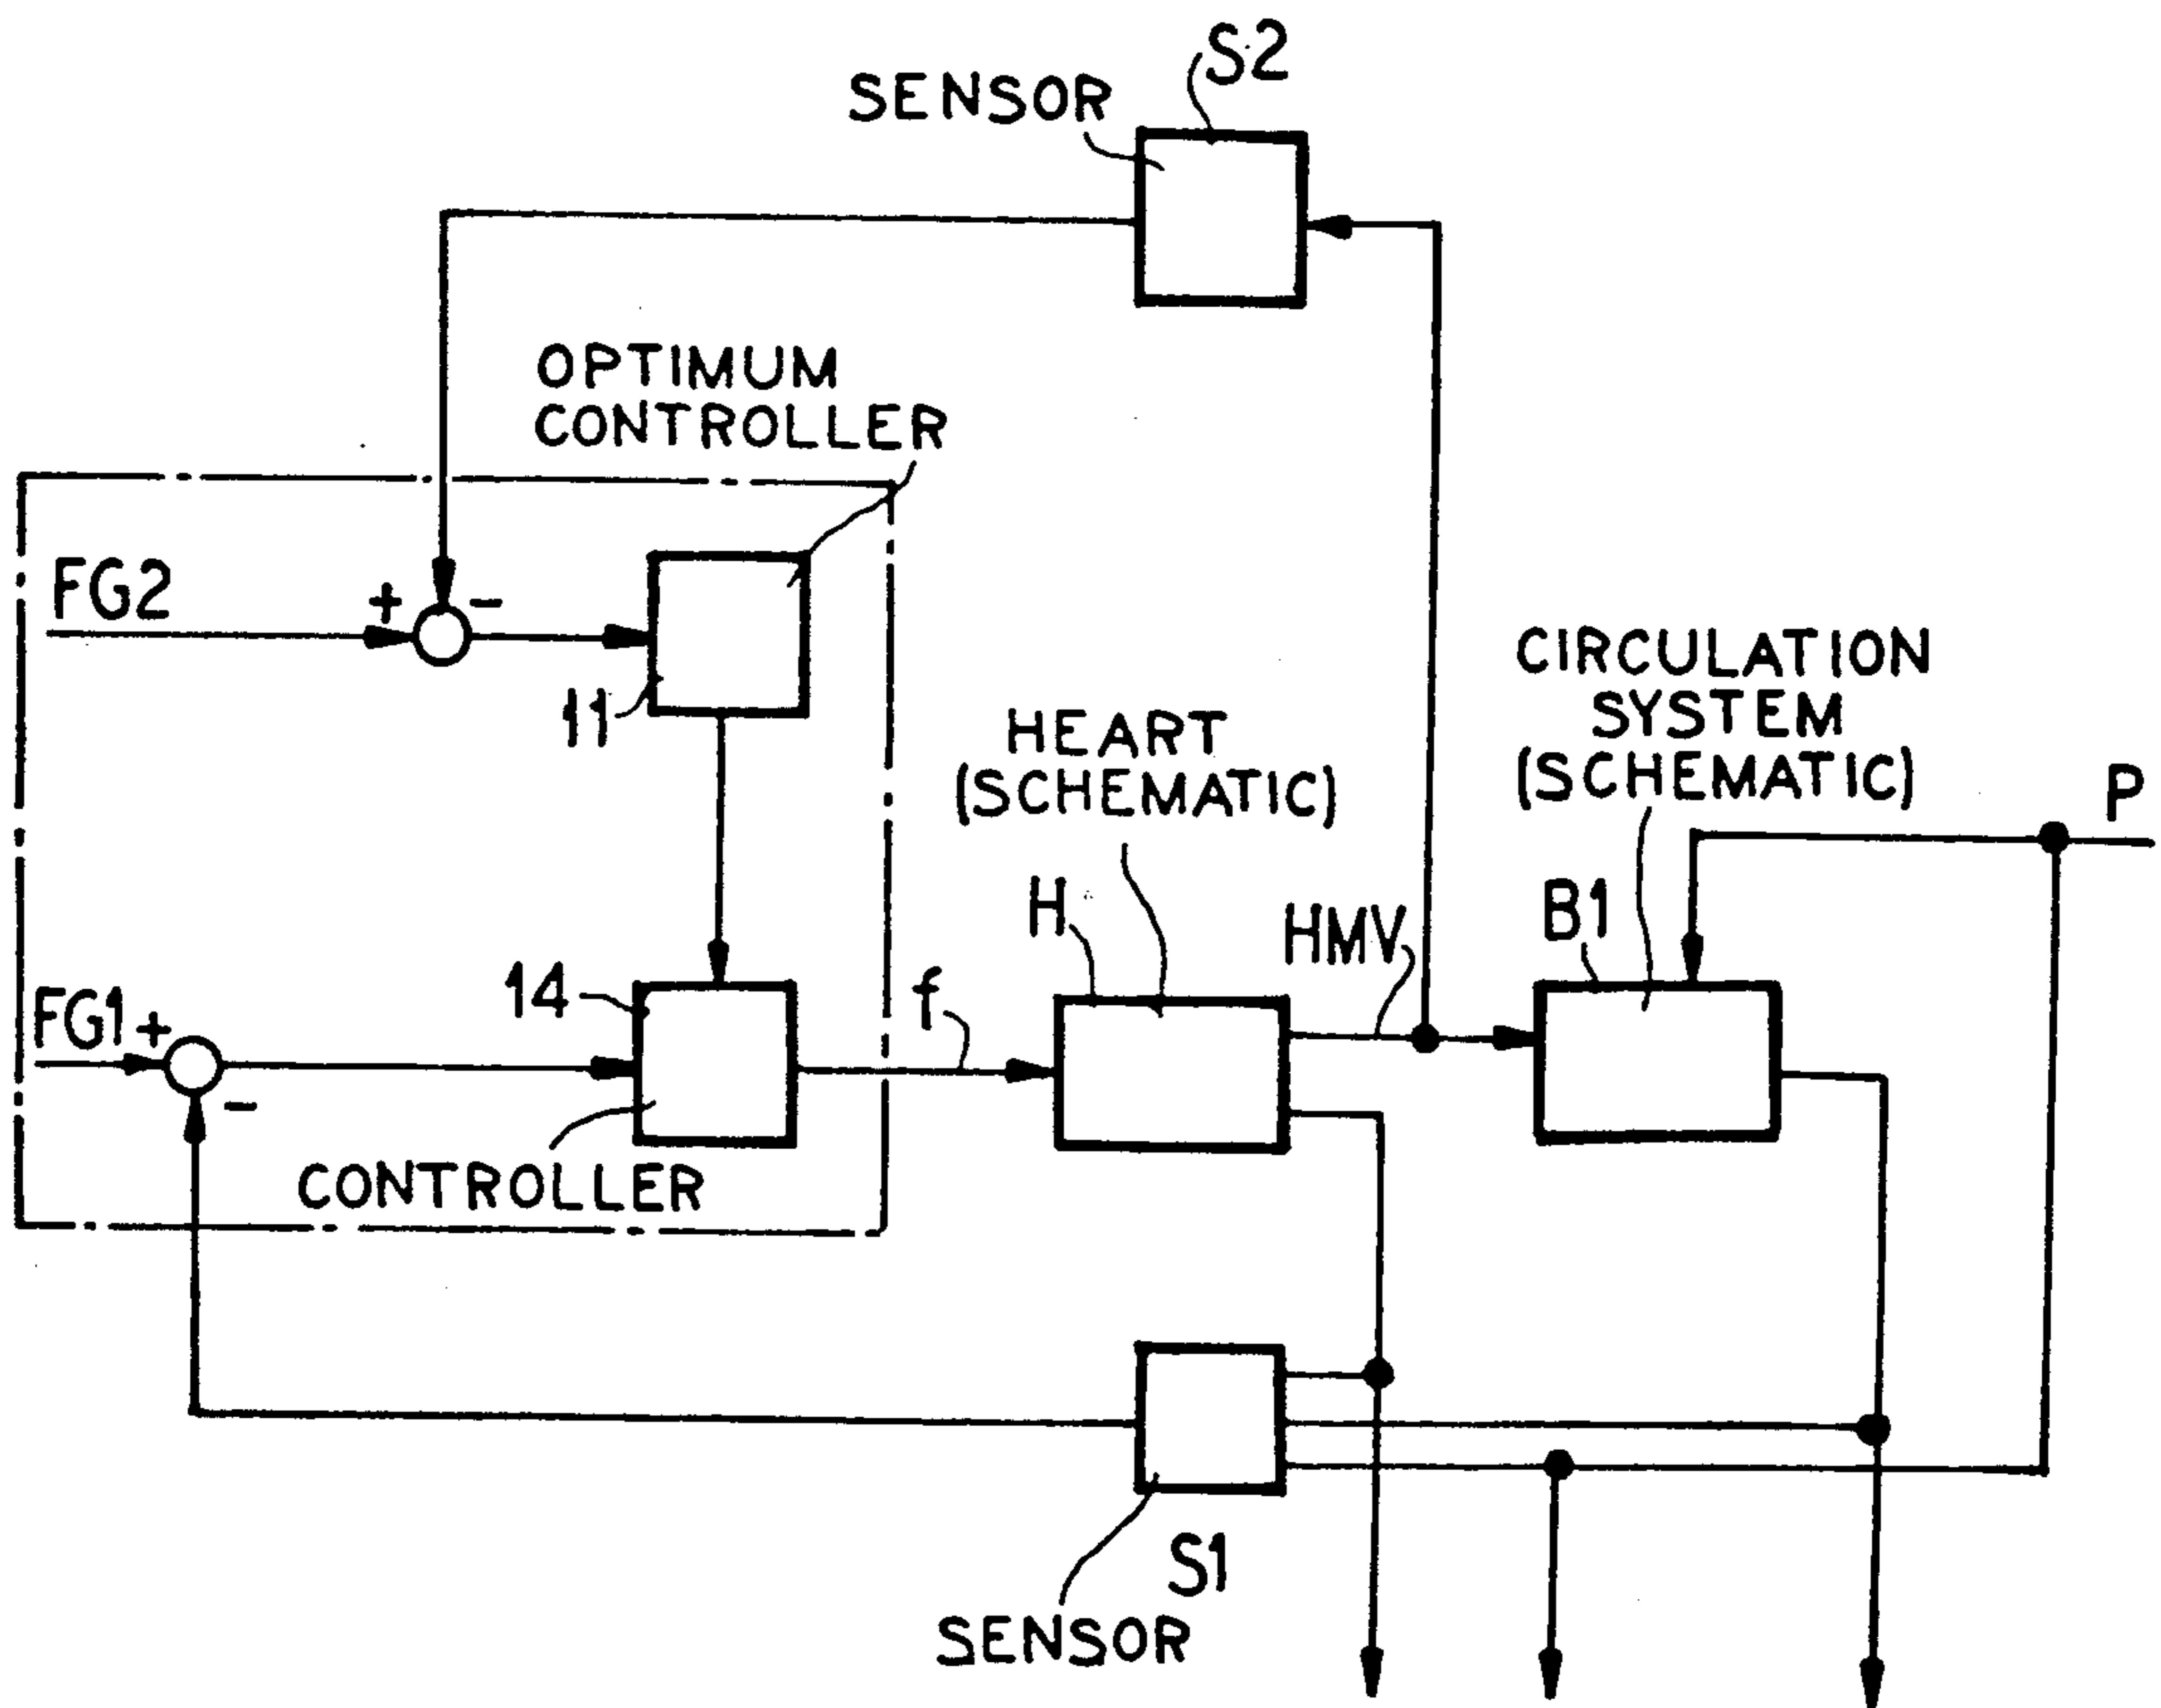 S2
SENSOR
OPTIMUM
CONTROLLER
FG2
+
-
11
HEART
(SCHEMATIC)
CIRCULATION
SYSTEM
(SCHEMATIC)
P
H
HMV
B1
14
f
FG1
+
-
CONTROLLER
S1
SENSOR